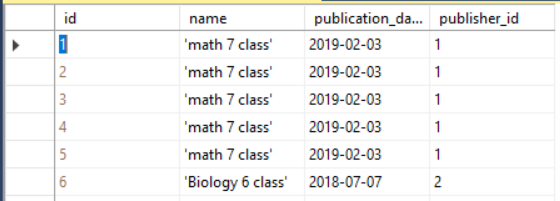 id name publication_da... publisher_id
1 'math 7 class' 2019-02-03 1
2 'math 7 class' 2019-02-03 1
3 'math 7 class' 2019-02-03 1
4 'math 7 class' 2019-02-03 1
5 'math 7 class' 2019-02-03 1
6 'Biology 6 class' 2018-07-07 2